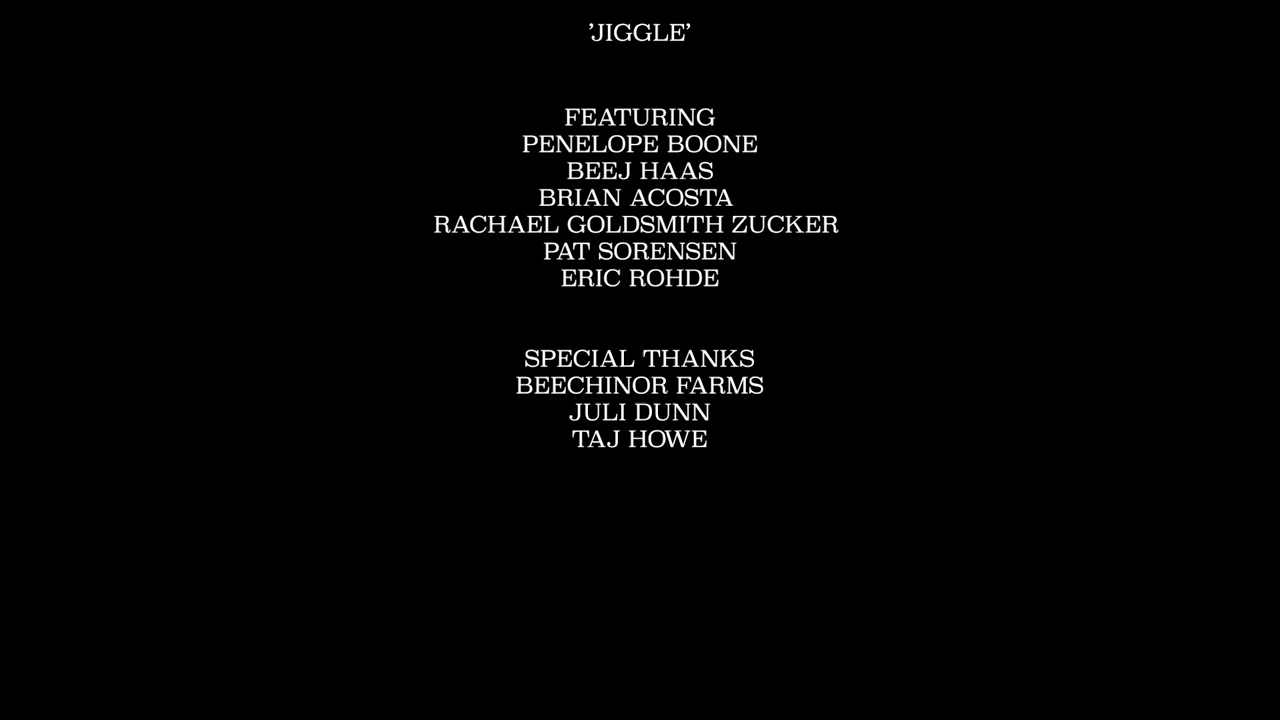 ’JIGGLE’
FEATURING
PENELOPE BOONE
BEEJ HAAS
BRIAN ACOSTA
RACHAEL GOLDSMITH ZUCKER
PAT SORENSEN
ERIC ROHDE
SPECIAL THANKS
BEECHINOR FARMS
JULI DUNN
TAJ HOWE